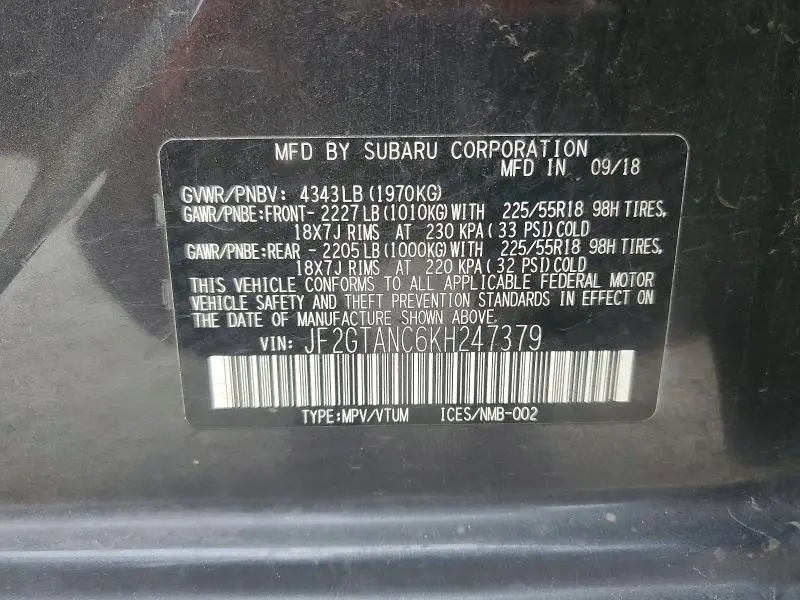 MFD BY SUBARU CORPORATION
MFD IN 09/18
GVWR/PNBV: 4343LB (1970KG)
GAWR/PNBE:FRONT- 2227 LB (1010KG) WITH 225/55R18 98H TIRES,
18X7J RIMS AT 230 KPA ( 33 PSI) COLD
GAWR/PNBE:REAR - 2205 LB (1000KG) WITH 225/55R18 98H TIRES,
18X7J RIMS AT 220 KPA ( 32 PSI) COLD
THIS VEHICLE CONFORMS TO ALL APPLICABLE FEDERAL MOTOR
VEHICLE SAFETY AND THEFT PREVENTION STANDARDS IN EFFECT ON
THE DATE OF MANUFACTURE SHOWN ABOVE.
VIN: JF2GTANC6KH247379
TYPE:MPV/VTUM ICES/NMB-002